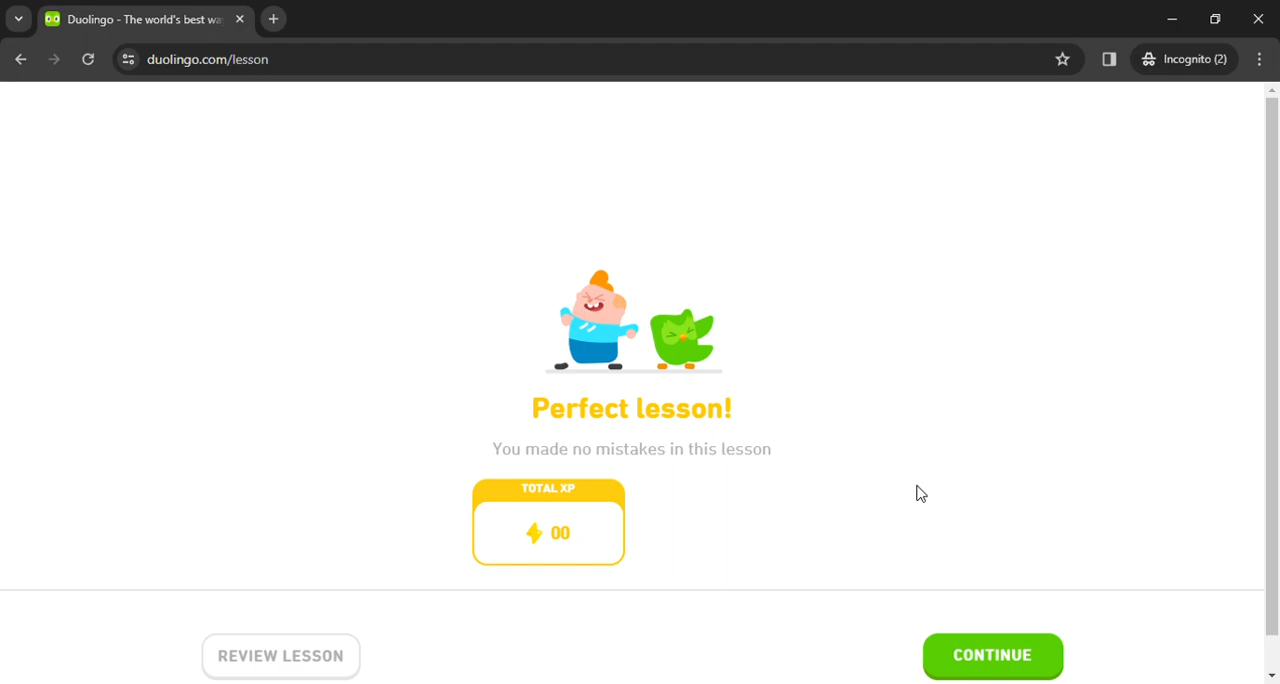 Duolingo - The world's best wa
duolingo.com/lesson
Incognito (2)
Perfect lesson!
You made no mistakes in this lesson
TOTAL XP
00
REVIEW LESSON
CONTINUE